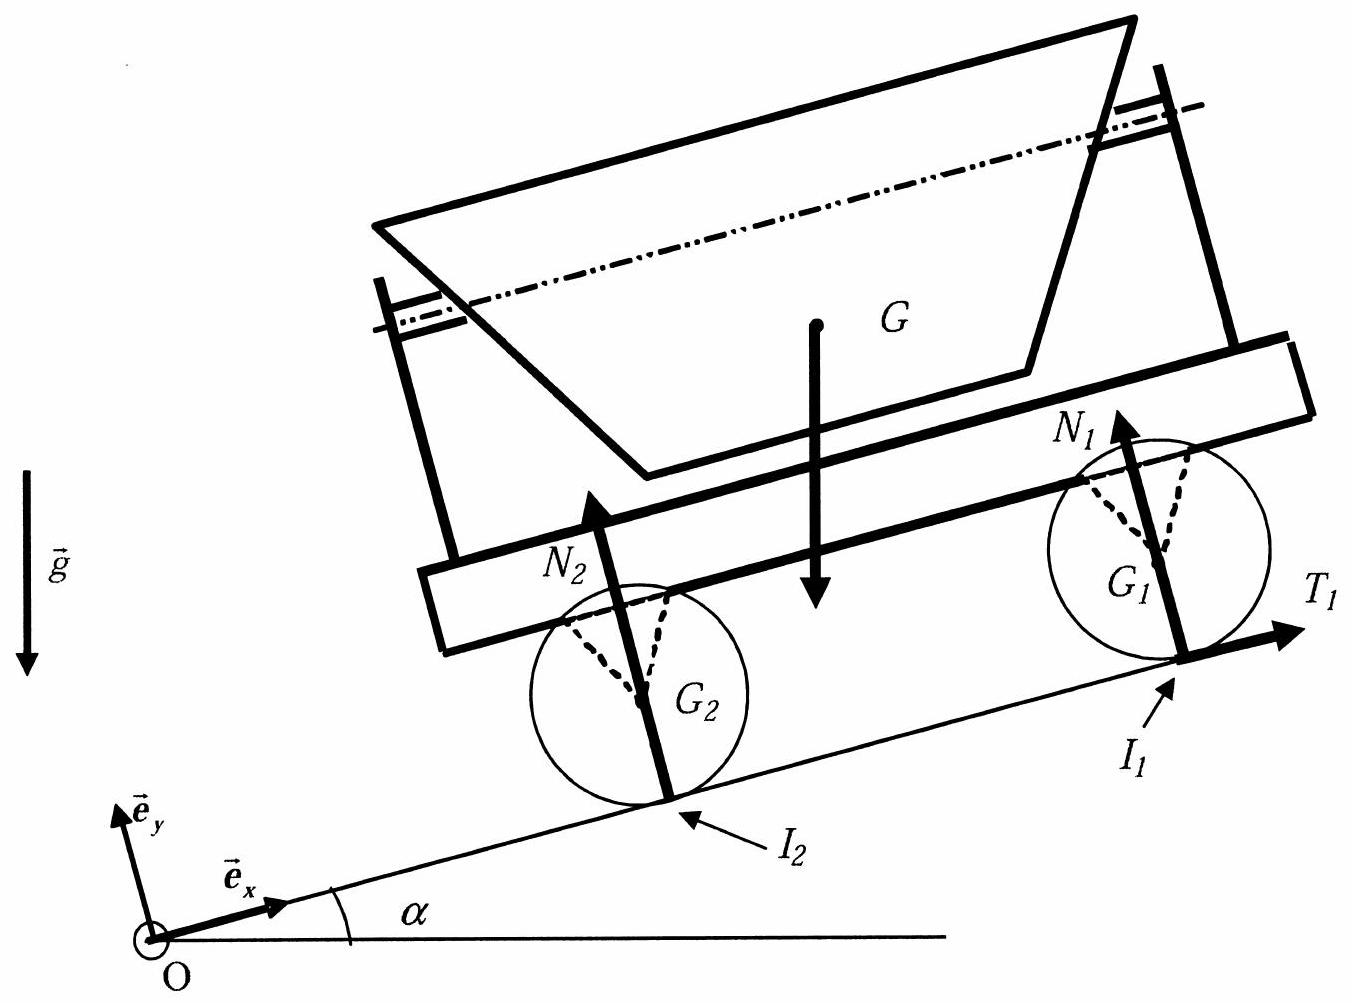 G
N₁
g⃗
N₂
G₁
T₁
G₂
I₁
e⃗y
I₂
e⃗x
α
O